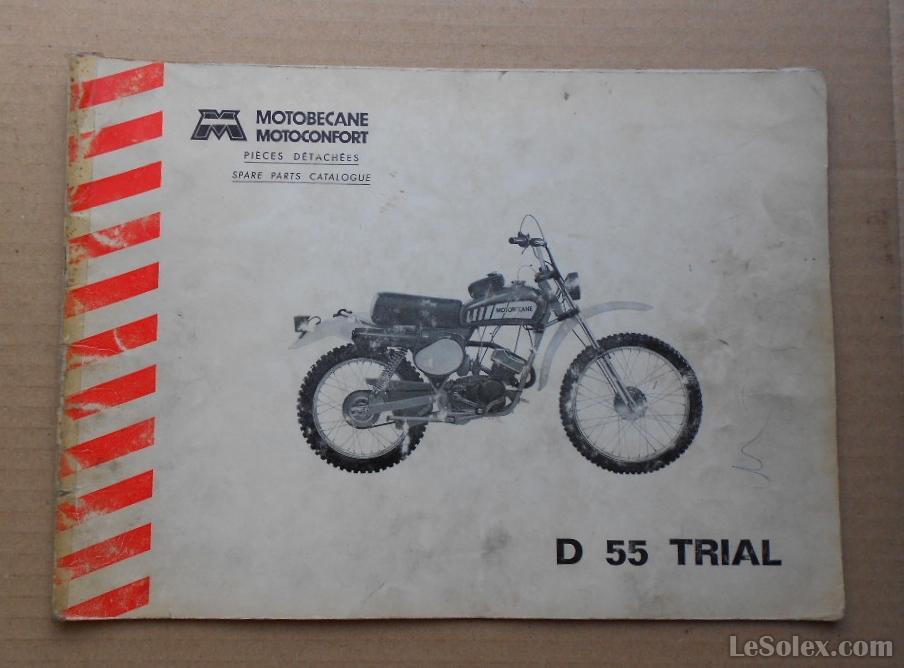 MOTOBECANE
MOTOCONFORT
PIÈCES DÉTACHÉES
SPARE PARTS CATALOGUE
MOTOBECANE
D 55 TRIAL
LeSolex.com